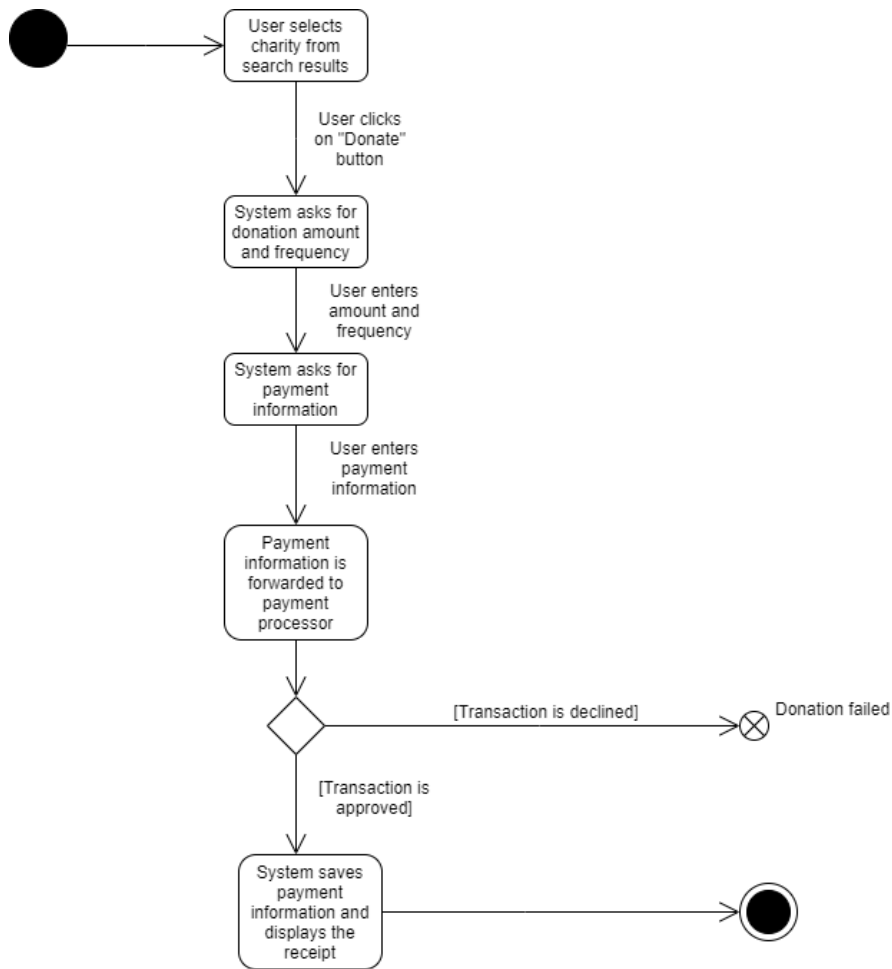 User selects
charity from
search results
User clicks
on "Donate"
button
System asks for
donation amount
and frequency
User enters
amount and
frequency
System asks for
payment
information
User enters
payment
information
Payment
information is
forwarded to
payment
processor
[Transaction is declined]
Donation failed
[Transaction is
approved]
System saves
payment
information and
displays the
receipt